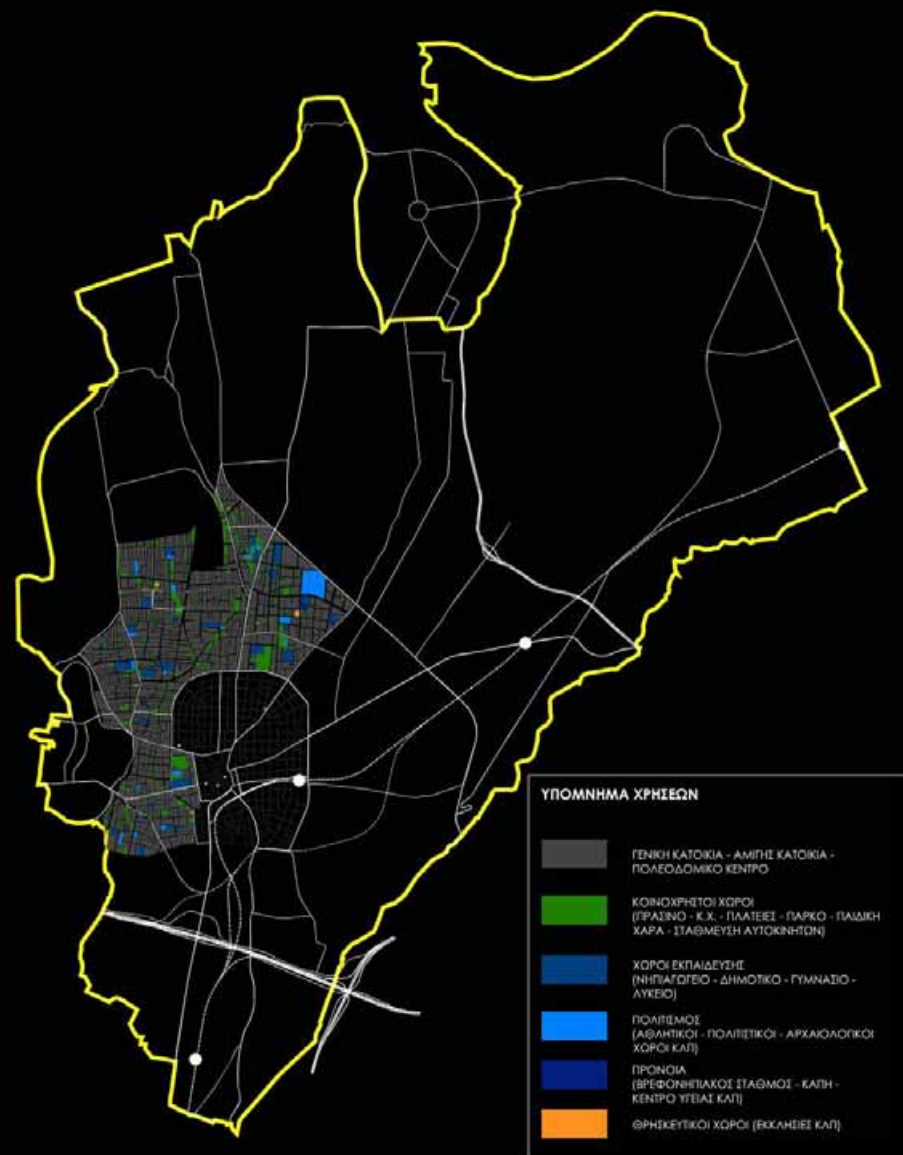 ΥΠΟΜΝΗΜΑ ΧΡΗΣΕΩΝ
ΓΕΝΙΚΗ ΚΑΤΟΙΚΙΑ - ΑΜΙΓΗΣ ΚΑΤΟΙΚΙΑ -
ΠΟΛΕΟΔΟΜΙΚΟ ΚΕΝΤΡΟ
ΚΟΙΝΟΧΡΗΣΤΟΙ ΧΩΡΟΙ
(ΠΡΑΣΙΝΟ - Κ.Χ. - ΠΛΑΤΕΙΕΣ - ΠΑΡΚΟ - ΠΑΙΔΙΚΗ
ΧΑΡΑ - ΣΤΑΘΜΕΥΣΗ ΑΥΤΟΚΙΝΗΤΩΝ)
ΧΩΡΟΙ ΕΚΠΑΙΔΕΥΣΗΣ
(ΝΗΠΙΑΓΩΓΕΙΟ - ΔΗΜΟΤΙΚΟ - ΓΥΜΝΑΣΙΟ -
ΛΥΚΕΙΟ)
ΠΟΛΙΤΙΣΜΟΣ
(ΑΘΛΗΤΙΚΟΙ - ΠΟΛΙΤΙΣΤΙΚΟΙ - ΑΡΧΑΙΟΛΟΓΙΚΟΙ
ΧΩΡΟΙ ΚΛΠ)
ΠΡΟΝΟΙΑ
(ΒΡΕΦΟΝΗΠΙΑΚΟΣ ΣΤΑΘΜΟΣ - ΚΑΠΗ -
ΚΕΝΤΡΟ ΥΓΕΙΑΣ ΚΛΠ)
ΘΡΗΣΚΕΥΤΙΚΟΙ ΧΩΡΟΙ (ΕΚΚΛΗΣΙΕΣ ΚΛΠ)